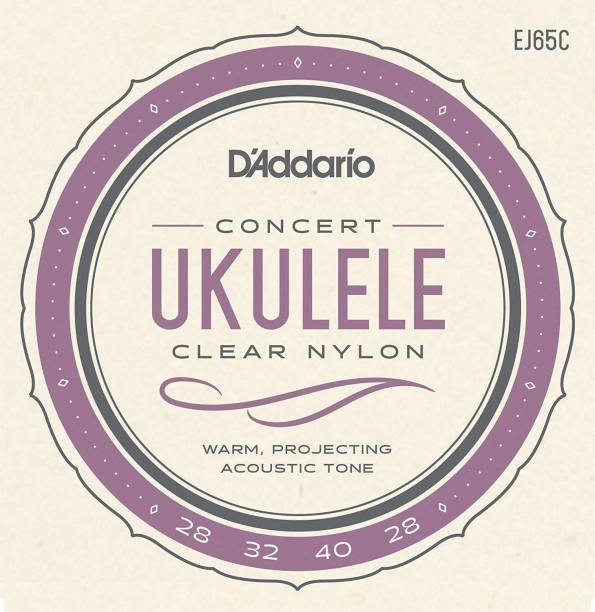 EJ65C
D'Addario
CONCERT
UKULELE
CLEAR NYLON
WARM, PROJECTING
ACOUSTIC TONE
28 32 40 28